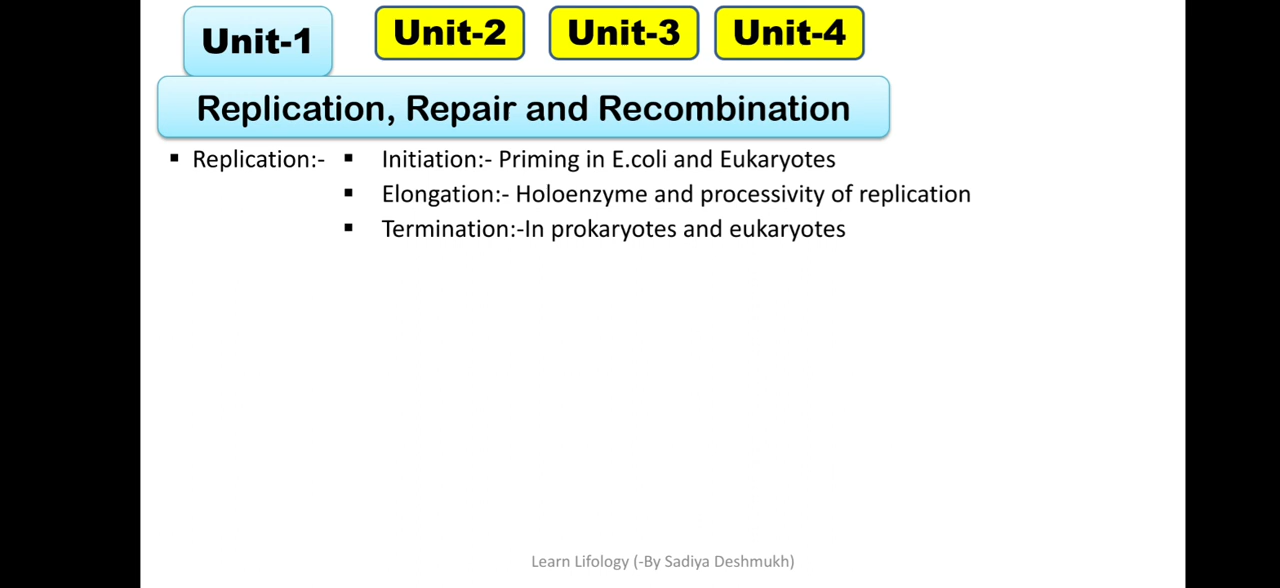 Unit-1 Unit-2 Unit-3 Unit-4
Replication, Repair and Recombination
▪ Replication:- ▪ Initiation:- Priming in E.coli and Eukaryotes
▪ Elongation:- Holoenzyme and processivity of replication
▪ Termination:-In prokaryotes and eukaryotes
Learn Lifology (-By Sadiya Deshmukh)